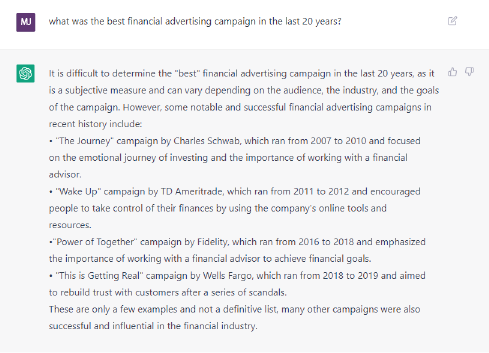 MJ
what was the best financial advertising campaign in the last 20 years?
It is difficult to determine the "best" financial advertising campaign in the last 20 years, as it
is a subjective measure and can vary depending on the audience, the industry, and the goals
of the campaign. However, some notable and successful financial advertising campaigns in
recent history include:
• "The Journey" campaign by Charles Schwab, which ran from 2007 to 2010 and focused
on the emotional journey of investing and the importance of working with a financial
advisor.
• "Wake Up" campaign by TD Ameritrade, which ran from 2011 to 2012 and encouraged
people to take control of their finances by using the company's online tools and
resources.
•"Power of Together" campaign by Fidelity, which ran from 2016 to 2018 and emphasized
the importance of working with a financial advisor to achieve financial goals.
• "This is Getting Real" campaign by Wells Fargo, which ran from 2018 to 2019 and aimed
to rebuild trust with customers after a series of scandals.
These are only a few examples and not a definitive list, many other campaigns were also
successful and influential in the financial industry.